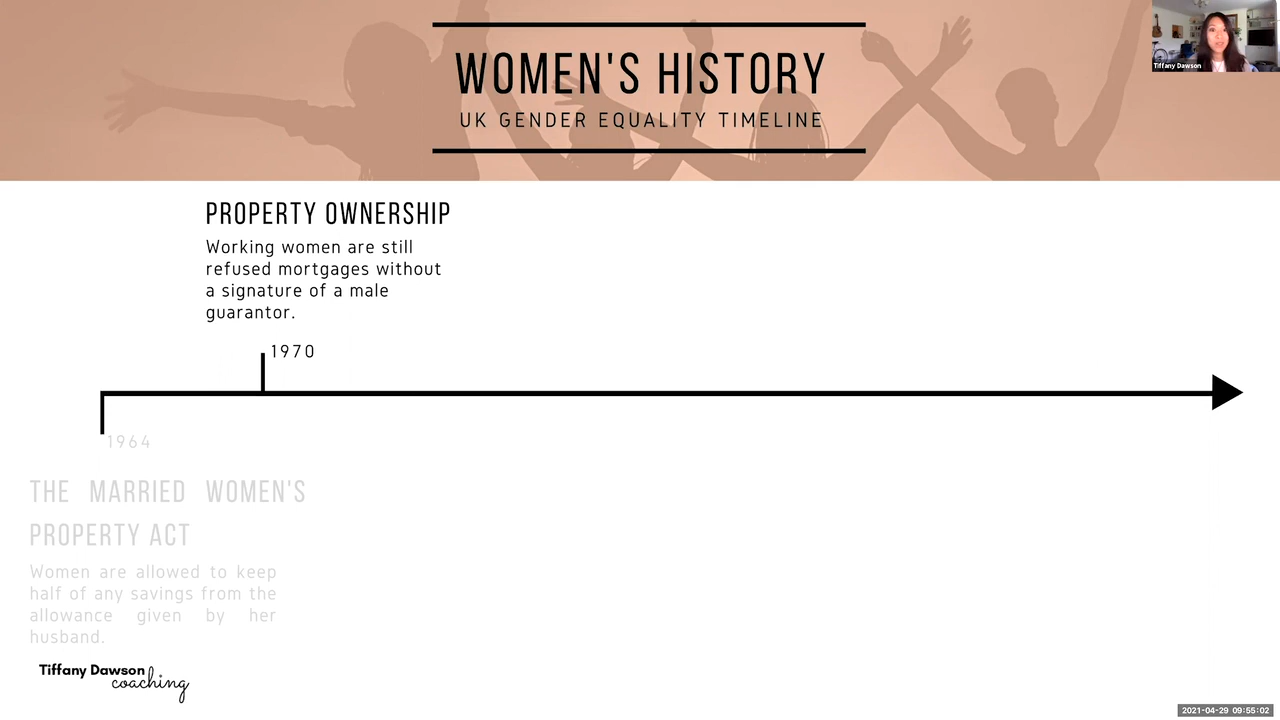 WOMEN'S HISTORY
UK GENDER EQUALITY TIMELINE
Tiffany Dawson
PROPERTY OWNERSHIP
Working women are still
refused mortgages without
a signature of a male
guarantor.
1970
1964
THE MARRIED WOMEN'S
PROPERTY ACT
Women are allowed to keep
half of any savings from the
allowance given by her
husband.
Tiffany Dawson
coaching
2021-04-29 09:55:02